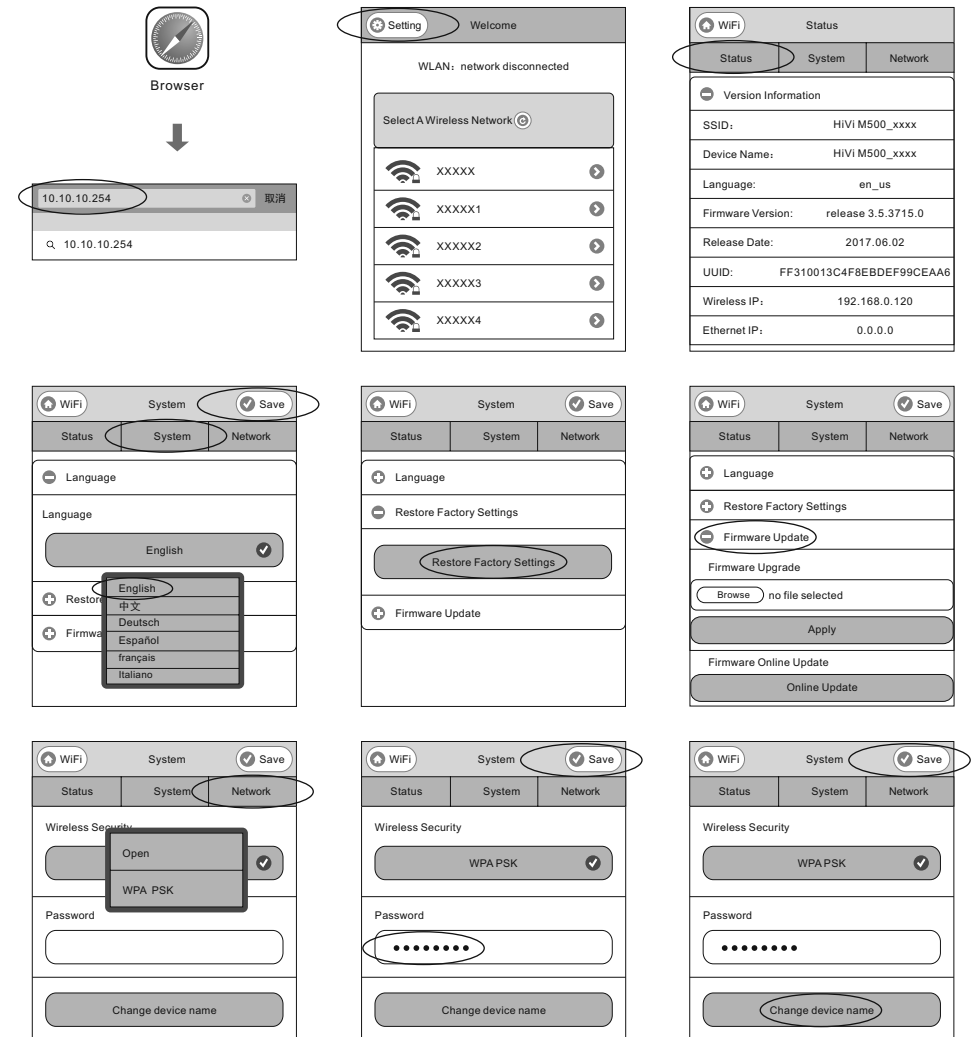 Browser
10.10.10.254 取消
10.10.10.254
Setting Welcome
WLAN：network disconnected
Select A Wireless Network
XXXXX
XXXXX1
XXXXX2
XXXXX3
XXXXX4
WiFi Status
Status System Network
Version Information
SSID： HiVi M500_xxxx
Device Name： HiVi M500_xxxx
Language: en_us
Firmware Version: release 3.5.3715.0
Release Date: 2017.06.02
UUID: FF310013C4F8EBDEF99CEAA6
Wireless IP： 192.168.0.120
Ethernet IP： 0.0.0.0
WiFi System Save
Status System Network
Language
Language
English
English
中文
Deutsch
Español
français
Italiano
Restore
Firmwa
WiFi System Save
Status System Network
Language
Restore Factory Settings
Restore Factory Settings
Firmware Update
WiFi System Save
Status System Network
Language
Restore Factory Settings
Firmware Update
Firmware Upgrade
Browse no file selected
Apply
Firmware Online Update
Online Update
WiFi System Save
Status System Network
Wireless Security
Open
WPA PSK
Password
Change device name
WiFi System Save
Status System Network
Wireless Security
WPA PSK
Password
••••••••
Change device name
WiFi System Save
Status System Network
Wireless Security
WPA PSK
Password
••••••••
Change device name